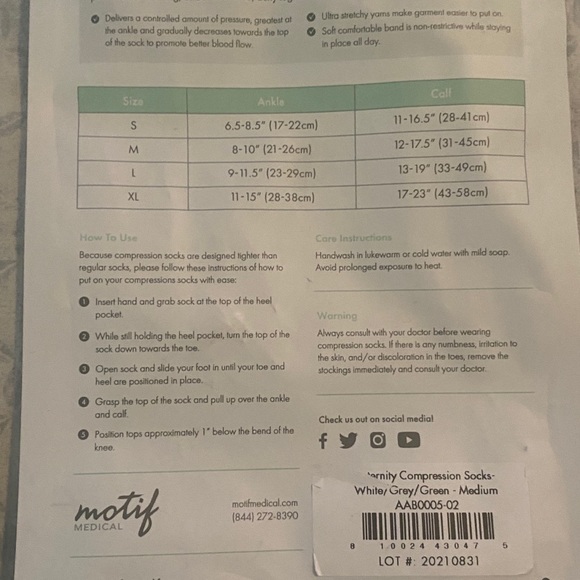 Delivers a controlled amount of pressure, greatest at
the ankle and gradually decreases towards the top
of the sock to promote better blood flow.
Ultra stretchy yarns make garment easier to put on.
Soft comfortable band is non-restrictive while staying
in place all day.
Size Ankle Calf
S 6.5-8.5" (17-22cm) 11-16.5" (28-41cm)
M 8-10" (21-26cm) 12-17.5" (31-45cm)
L 9-11.5" (23-29cm) 13-19" (33-49cm)
XL 11-15" (28-38cm) 17-23" (43-58cm)
How To Use
Because compression socks are designed tighter than
regular socks, please follow these instructions of how to
put on your compressions socks with ease:
1 Insert hand and grab sock at the top of the heel
pocket.
2 While still holding the heel pocket, turn the top of the
sock down towards the toe.
3 Open sock and slide your foot in until your toe and
heel are positioned in place.
4 Grasp the top of the sock and pull up over the ankle
and calf.
5 Position tops approximately 1" below the bend of the
knee.
Care Instructions
Handwash in lukewarm or cold water with mild soap.
Avoid prolonged exposure to heat.
Warning
Always consult with your doctor before wearing
compression socks. If there is any numbness, irritation to
the skin, and/or discoloration in the toes, remove the
stockings immediately and consult your doctor.
Check us out on social media!
motif
MEDICAL
motifmedical.com
(844) 272-8390
ernity Compression Socks-
White/Grey/Green - Medium
AAB0005-02
8 10024 43047 5
LOT #: 20210831